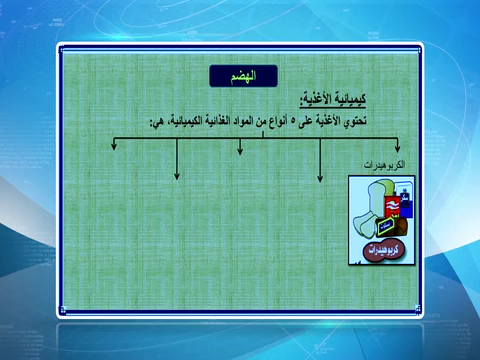 الهضم
كيميائية الأغذية:
تحتوي الأغذية على ٥ أنواع من المواد الغذائية الكيميائية، هي:
الكربوهيدرات
كربوهيدرات